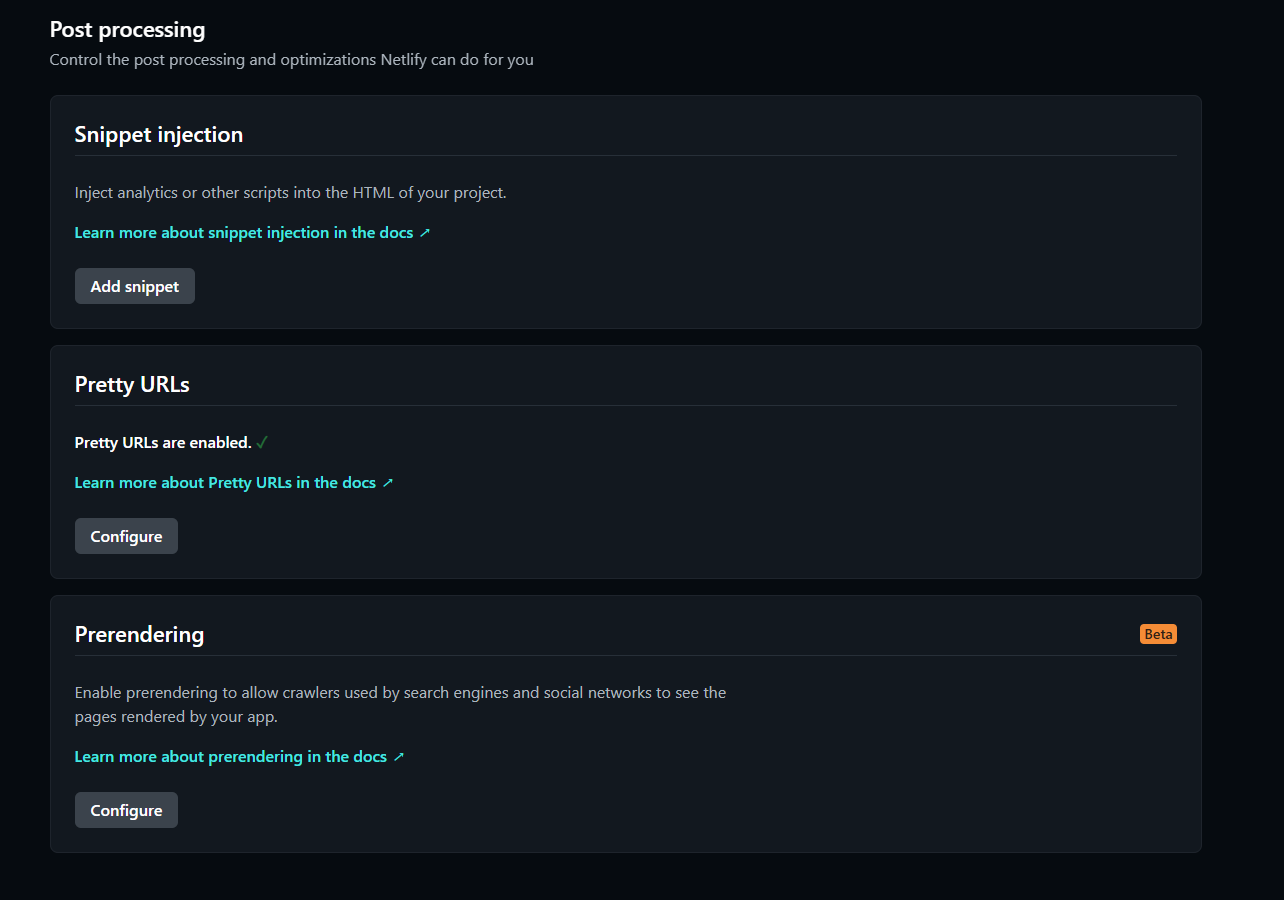 Post processing
Control the post processing and optimizations Netlify can do for you
Snippet injection
Inject analytics or other scripts into the HTML of your project.
Learn more about snippet injection in the docs ↗
Add snippet
Pretty URLs
Pretty URLs are enabled. ✓
Learn more about Pretty URLs in the docs ↗
Configure
Prerendering
Beta
Enable prerendering to allow crawlers used by search engines and social networks to see the
pages rendered by your app.
Learn more about prerendering in the docs ↗
Configure